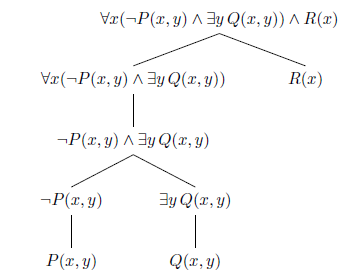 ∀x(¬P(x, y) ∧ ∃y Q(x, y)) ∧ R(x)
∀x(¬P(x, y) ∧ ∃y Q(x, y)) R(x)
¬P(x, y) ∧ ∃y Q(x, y)
¬P(x, y) ∃y Q(x, y)
P(x, y) Q(x, y)